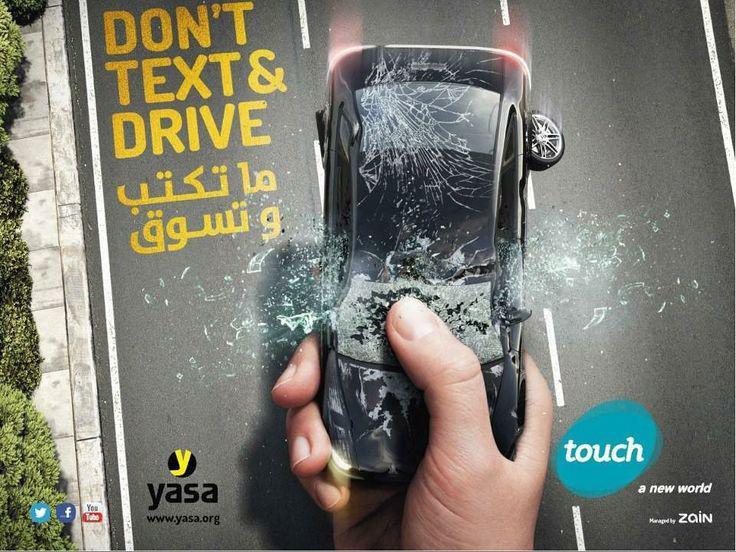 DON'T
TEXT &
DRIVE
ما تكتب
و تسوق
y
yasa
www.yasa.org
You
Tube
touch
a new world
Managed by ZAIN